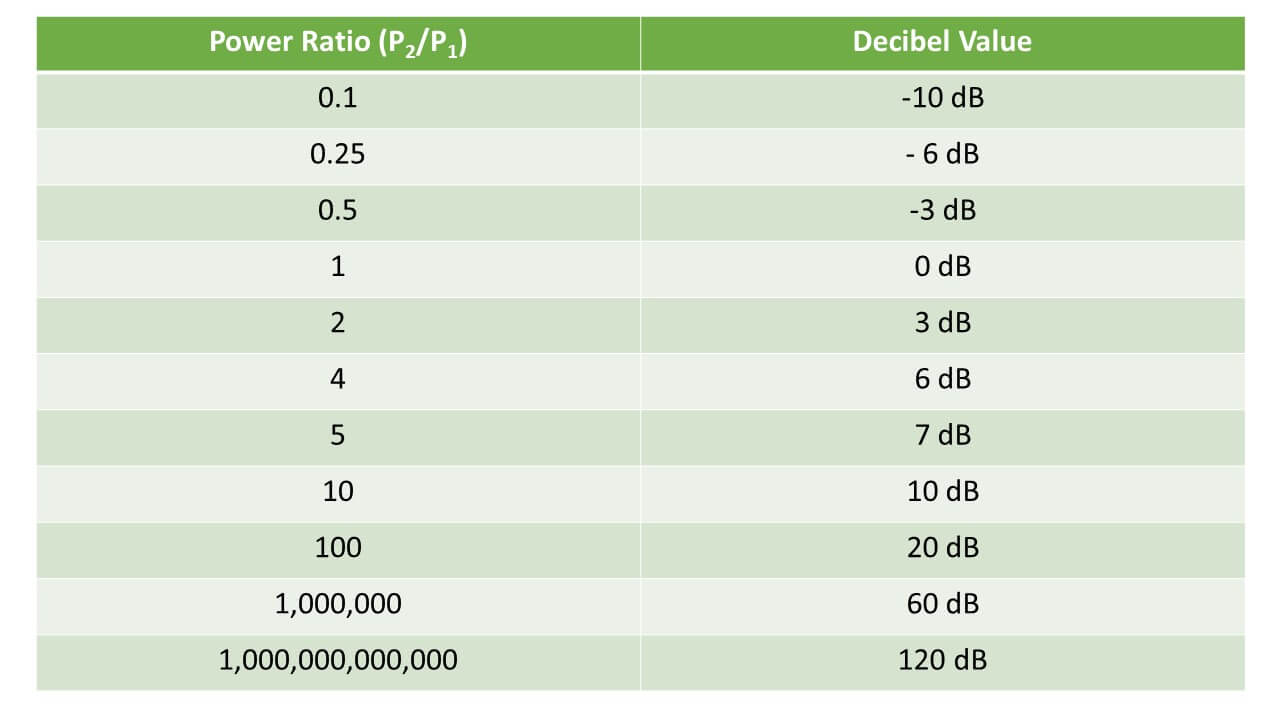 Power Ratio (P₂/P₁) Decibel Value
0.1 -10 dB
0.25 - 6 dB
0.5 -3 dB
1 0 dB
2 3 dB
4 6 dB
5 7 dB
10 10 dB
100 20 dB
1,000,000 60 dB
1,000,000,000,000 120 dB